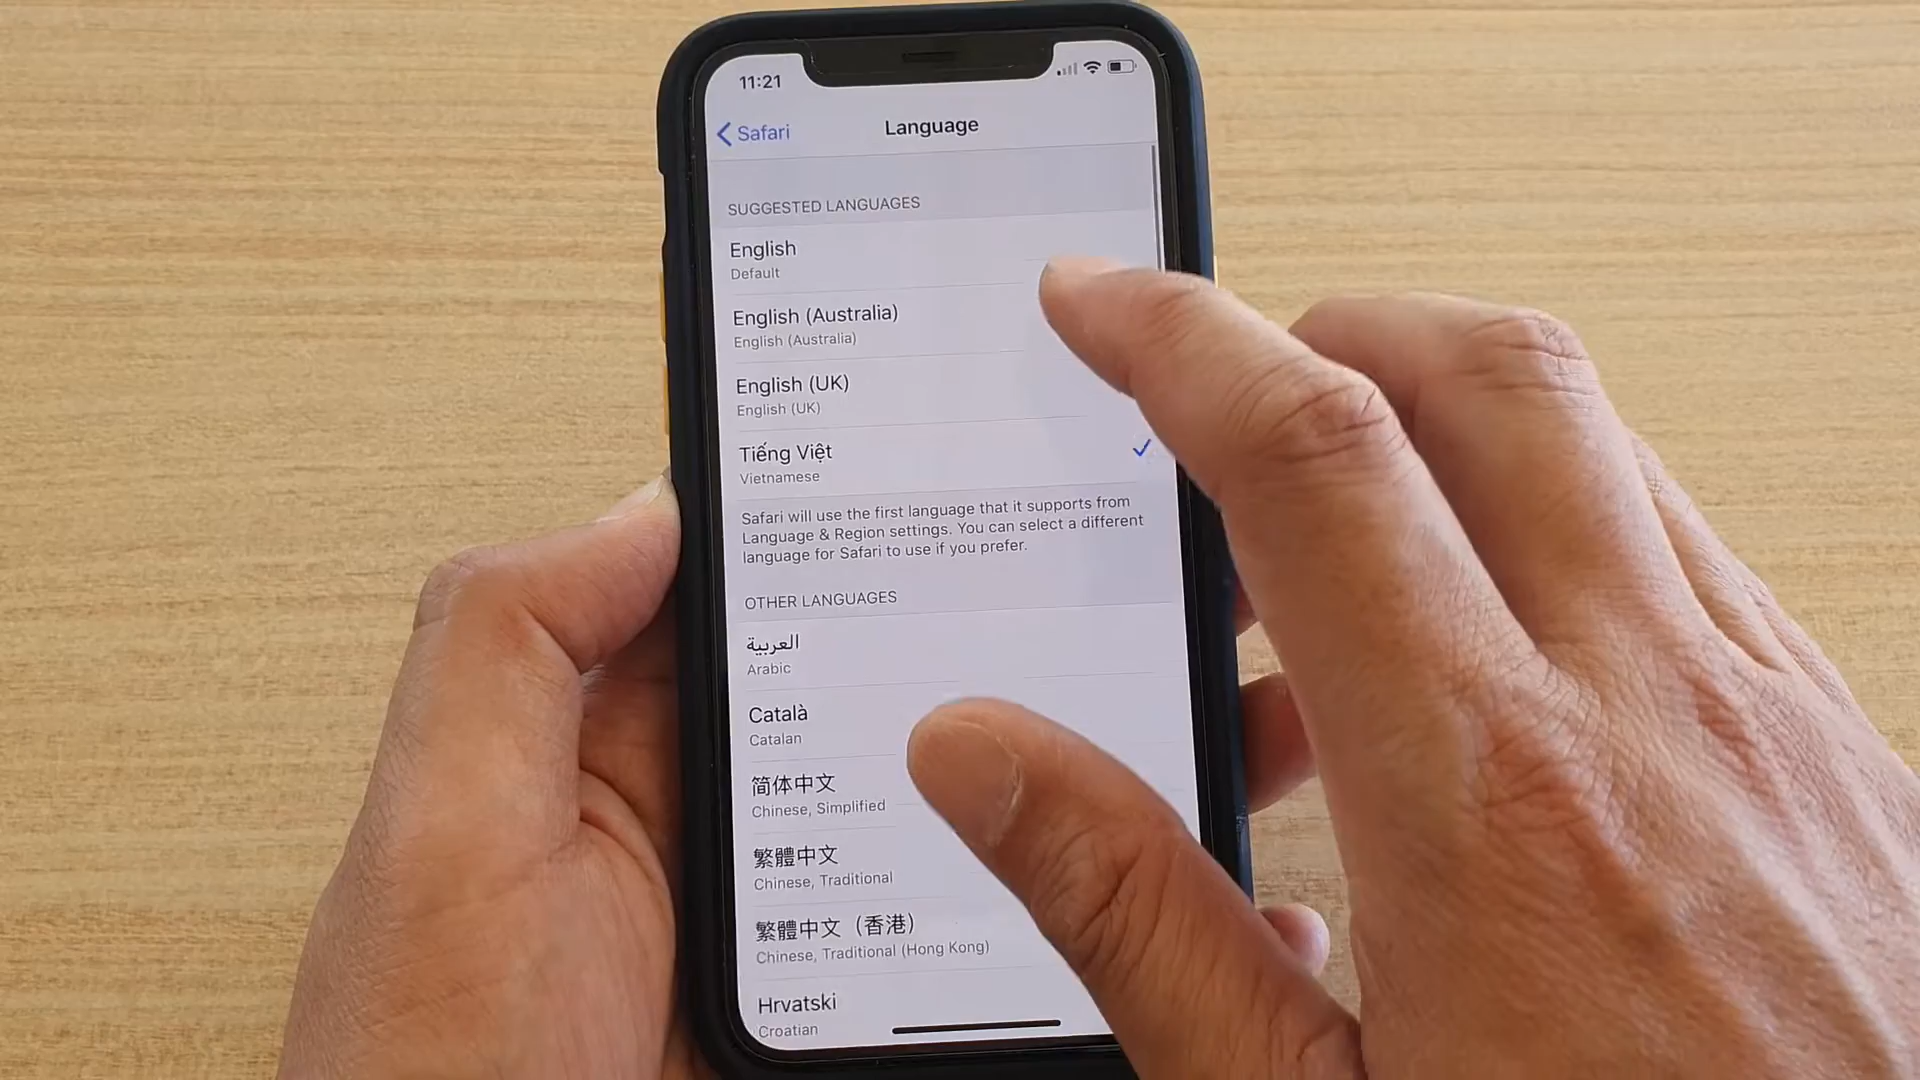 11:21
Safari
Language
SUGGESTED LANGUAGES
English
Default
English (Australia)
English (Australia)
English (UK)
English (UK)
Tiếng Việt
Vietnamese
Safari will use the first language that it supports from
Language & Region settings. You can select a different
language for Safari to use if you prefer.
OTHER LANGUAGES
العربية
Arabic
Català
Catalan
简体中文
Chinese, Simplified
繁體中文
Chinese, Traditional
繁體中文（香港）
Chinese, Traditional (Hong Kong)
Hrvatski
Croatian